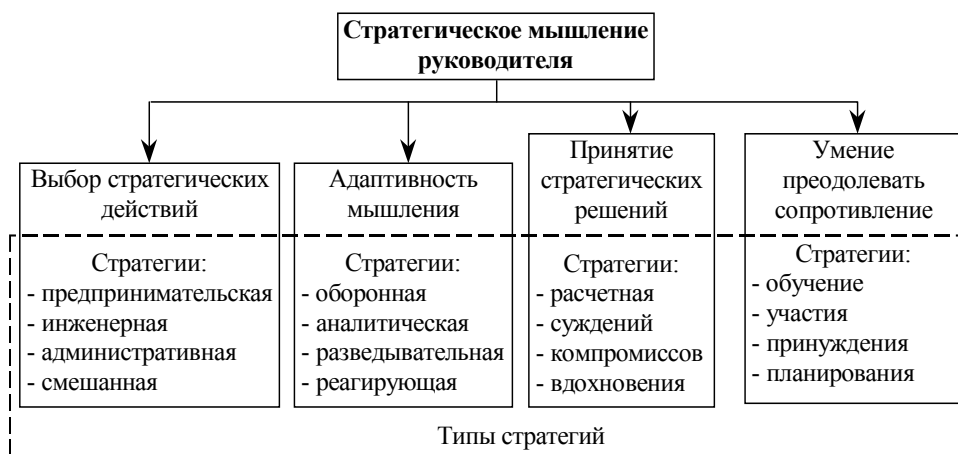 Стратегическое мышление
руководителя
Выбор стратегических
действий
Стратегии:
- предпринимательская
- инженерная
- административная
- смешанная
Адаптивность
мышления
Стратегии:
- оборонная
- аналитическая
- разведывательная
- реагирующая
Принятие
стратегических
решений
Стратегии:
- расчетная
- суждений
- компромиссов
- вдохновения
Умение
преодолевать
сопротивление
Стратегии:
- обучение
- участия
- принуждения
- планирования
Типы стратегий